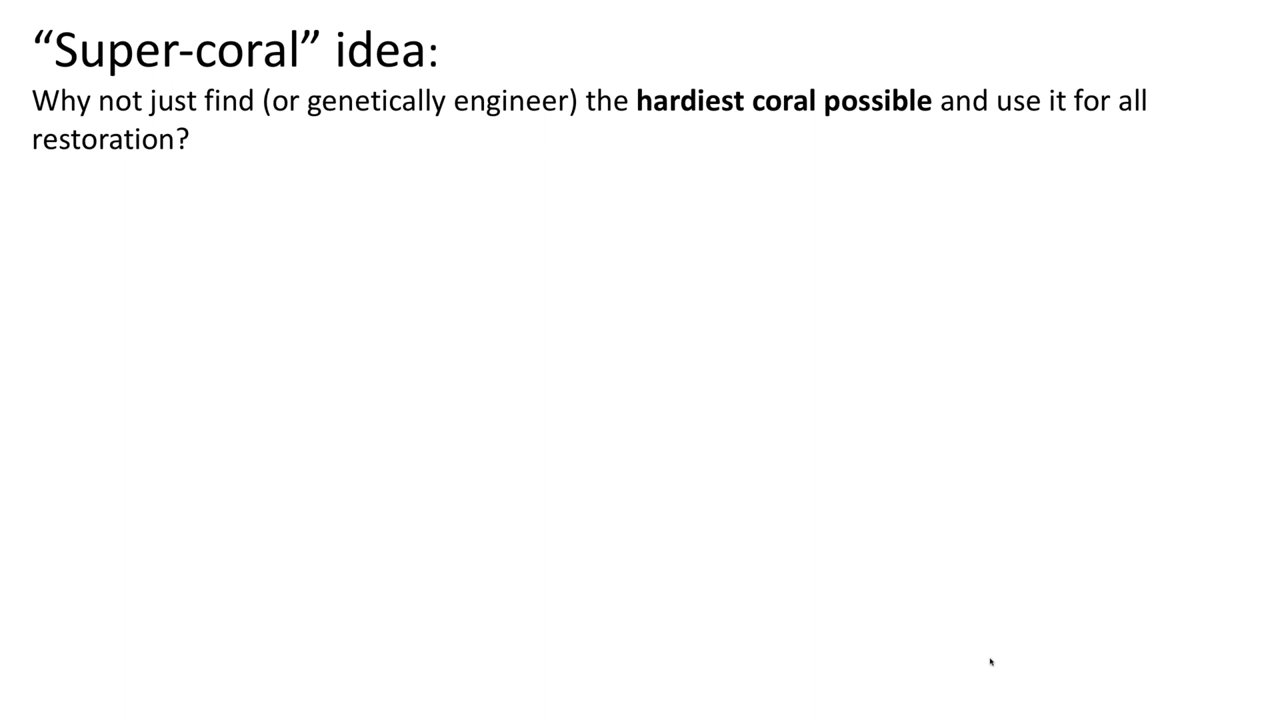 “Super-coral” idea:
Why not just find (or genetically engineer) the hardiest coral possible and use it for all
restoration?